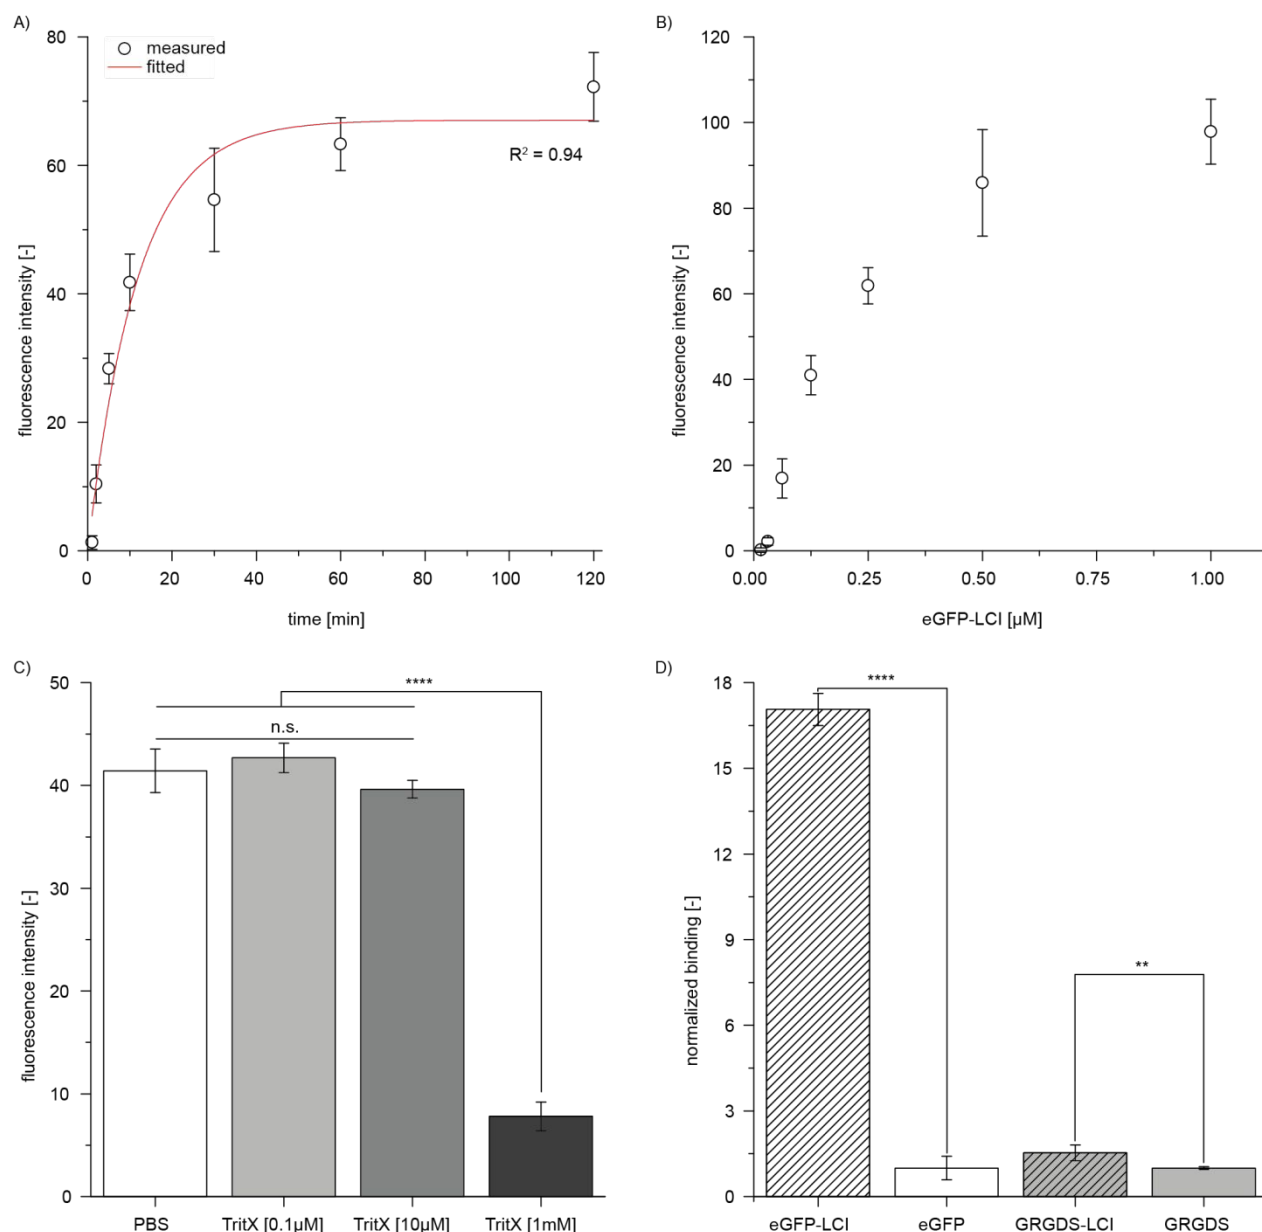 A)
80
60
40
20
0
measured
fitted
R² = 0.94
fluorescence intensity [-]
0 20 40 60 80 100 120
time [min]
B)
120
100
80
60
40
20
0
fluorescence intensity [-]
0.00 0.25 0.50 0.75 1.00
eGFP-LCI [µM]
C)
50
40
30
20
10
0
****
n.s.
fluorescence intensity [-]
PBS TritX [0.1µM] TritX [10µM] TritX [1mM]
D)
18
15
12
9
6
3
0
****
**
normalized binding [-]
eGFP-LCI eGFP GRGDS-LCI GRGDS